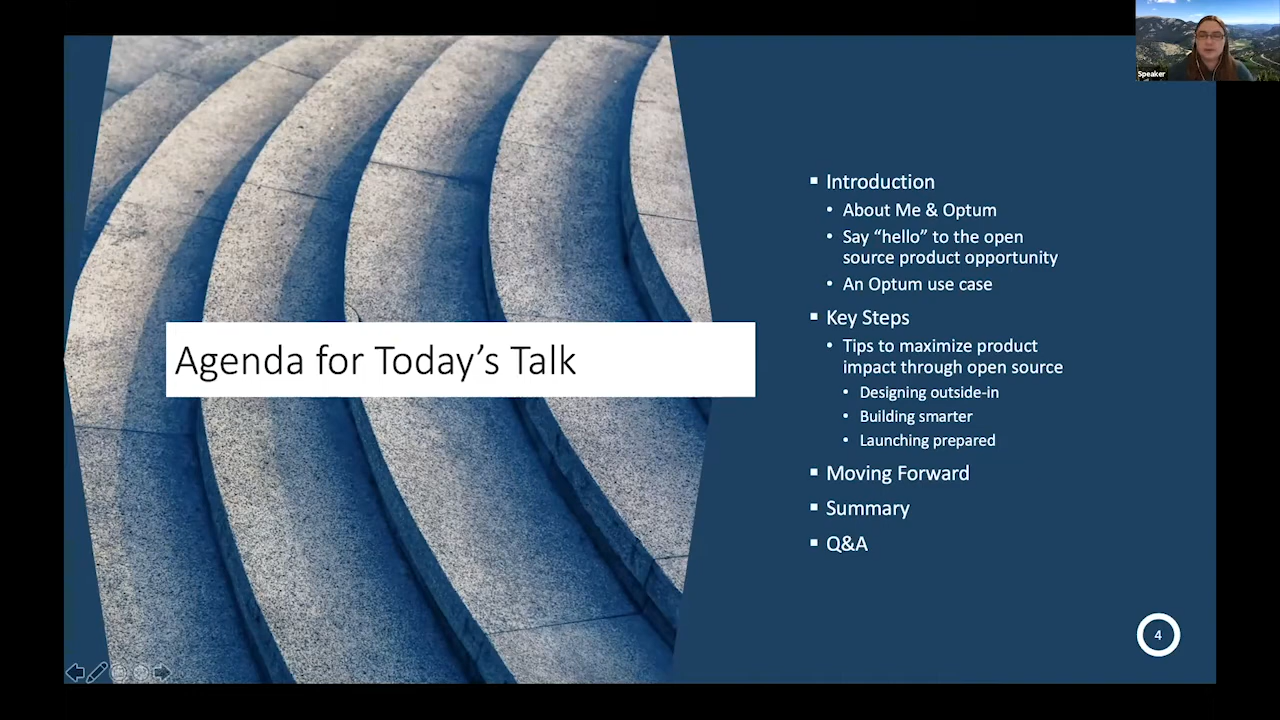 Speaker
Agenda for Today’s Talk
▪ Introduction
• About Me & Optum
• Say “hello” to the open
source product opportunity
• An Optum use case
▪ Key Steps
• Tips to maximize product
impact through open source
• Designing outside-in
• Building smarter
• Launching prepared
▪ Moving Forward
▪ Summary
▪ Q&A
4